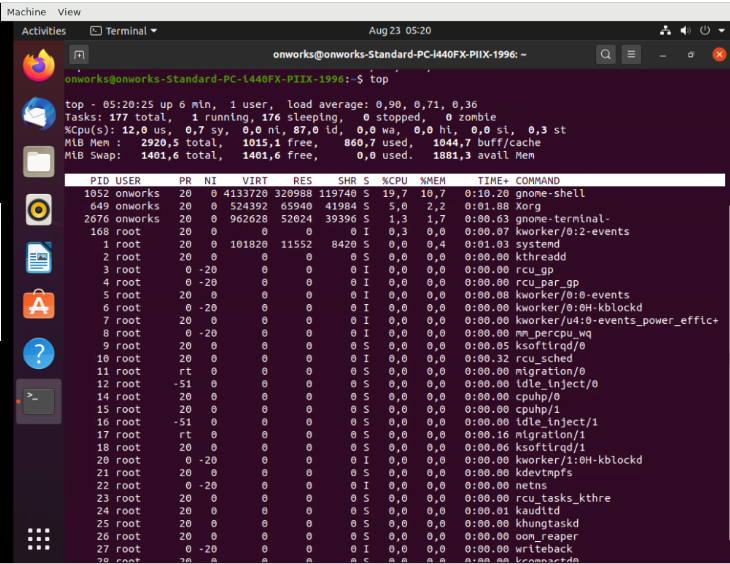 Machine View
Activities Terminal Aug 23 05:20
onworks@onworks-Standard-PC-i440FX-PIIX-1996: ~
onworks@onworks-Standard-PC-i440FX-PIIX-1996:~$ top
top - 05:20:25 up 6 min, 1 user, load average: 0,90, 0,71, 0,36
Tasks: 177 total, 1 running, 176 sleeping, 0 stopped, 0 zombie
%Cpu(s): 12,0 us, 0,7 sy, 0,0 ni, 87,0 id, 0,0 wa, 0,0 hi, 0,0 si, 0,3 st
MiB Mem : 2920,5 total, 1015,1 free, 860,7 used, 1044,7 buff/cache
MiB Swap: 1401,6 total, 1401,6 free, 0,0 used. 1881,3 avail Mem
PID USER PR NI VIRT RES SHR S %CPU %MEM TIME+ COMMAND
1052 onworks 20 0 4133720 320988 119740 S 19,7 10,7 0:10.20 gnome-shell
649 onworks 20 0 524392 65940 41984 S 5,0 2,2 0:01.88 Xorg
2676 onworks 20 0 962628 52024 39396 S 1,3 1,7 0:00.63 gnome-terminal-
168 root 20 0 0 0 0 I 0,3 0,0 0:00.07 kworker/0:2-events
1 root 20 0 101820 11552 8420 S 0,0 0,4 0:01.03 systemd
2 root 20 0 0 0 0 S 0,0 0,0 0:00.00 kthreadd
3 root 0 -20 0 0 0 I 0,0 0,0 0:00.00 rcu_gp
4 root 0 -20 0 0 0 I 0,0 0,0 0:00.00 rcu_par_gp
5 root 20 0 0 0 0 I 0,0 0,0 0:00.08 kworker/0:0-events
6 root 0 -20 0 0 0 I 0,0 0,0 0:00.00 kworker/0:0H-kblockd
7 root 20 0 0 0 0 I 0,0 0,0 0:00.00 kworker/u4:0-events_power_effic+
8 root 0 -20 0 0 0 I 0,0 0,0 0:00.00 mm_percpu_wq
9 root 20 0 0 0 0 S 0,0 0,0 0:00.05 ksoftirqd/0
10 root 20 0 0 0 0 I 0,0 0,0 0:00.32 rcu_sched
11 root rt 0 0 0 0 S 0,0 0,0 0:00.00 migration/0
12 root -51 0 0 0 0 S 0,0 0,0 0:00.00 idle_inject/0
14 root 20 0 0 0 0 S 0,0 0,0 0:00.00 cpuhp/0
15 root 20 0 0 0 0 S 0,0 0,0 0:00.00 cpuhp/1
16 root -51 0 0 0 0 S 0,0 0,0 0:00.00 idle_inject/1
17 root rt 0 0 0 0 S 0,0 0,0 0:00.16 migration/1
18 root 20 0 0 0 0 S 0,0 0,0 0:00.06 ksoftirqd/1
20 root 0 -20 0 0 0 I 0,0 0,0 0:00.00 kworker/1:0H-kblockd
21 root 20 0 0 0 0 S 0,0 0,0 0:00.00 kdevtmpfs
22 root 0 -20 0 0 0 I 0,0 0,0 0:00.00 netns
23 root 20 0 0 0 0 S 0,0 0,0 0:00.00 rcu_tasks_kthre
24 root 20 0 0 0 0 S 0,0 0,0 0:00.01 kauditd
25 root 20 0 0 0 0 S 0,0 0,0 0:00.00 khungtaskd
26 root 20 0 0 0 0 S 0,0 0,0 0:00.00 oom_reaper
27 root 0 -20 0 0 0 I 0,0 0,0 0:00.00 writeback
28 root 20 0 0 0 0 S 0,0 0,0 0:00.00 kcompactd0